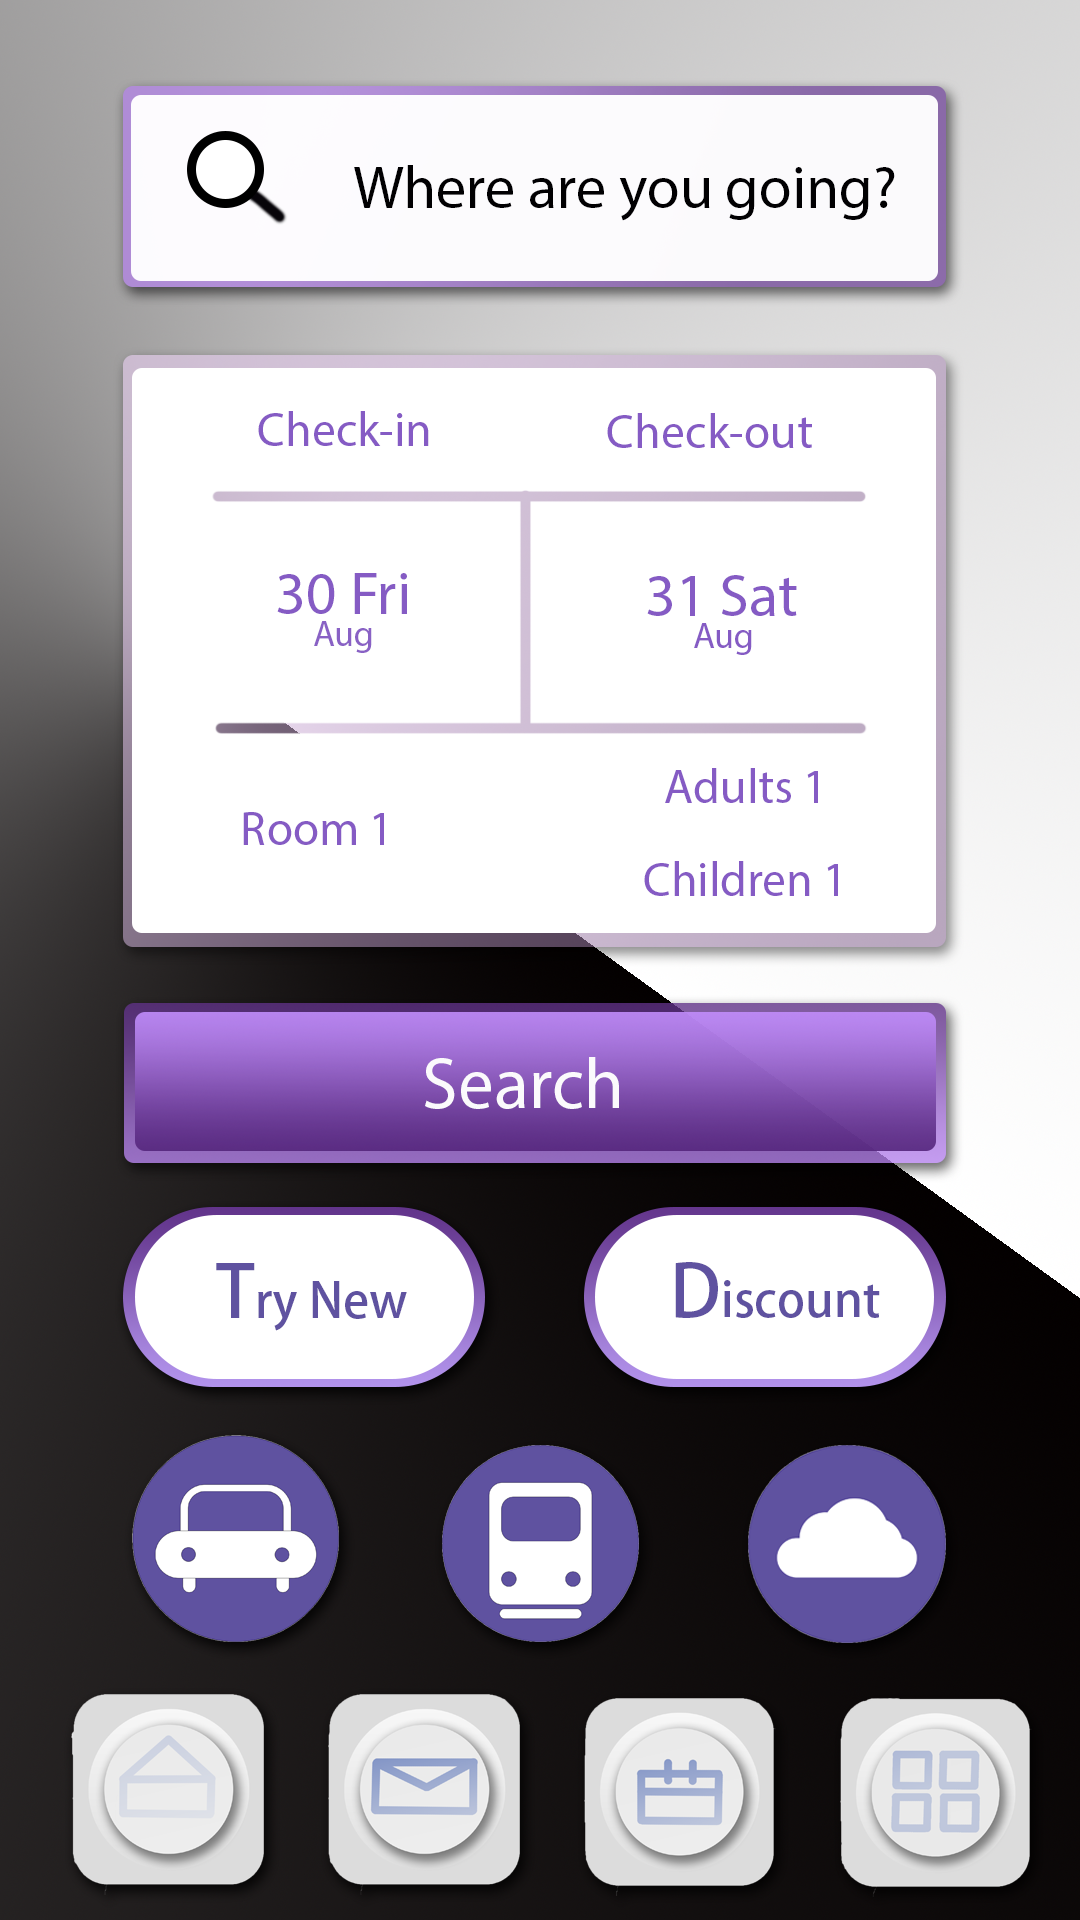 Where are you going?
Check-in
Check-out
30 Fri
Aug
31 Sat
Aug
Room 1
Adults 1
Children 1
Search
Try New
Discount